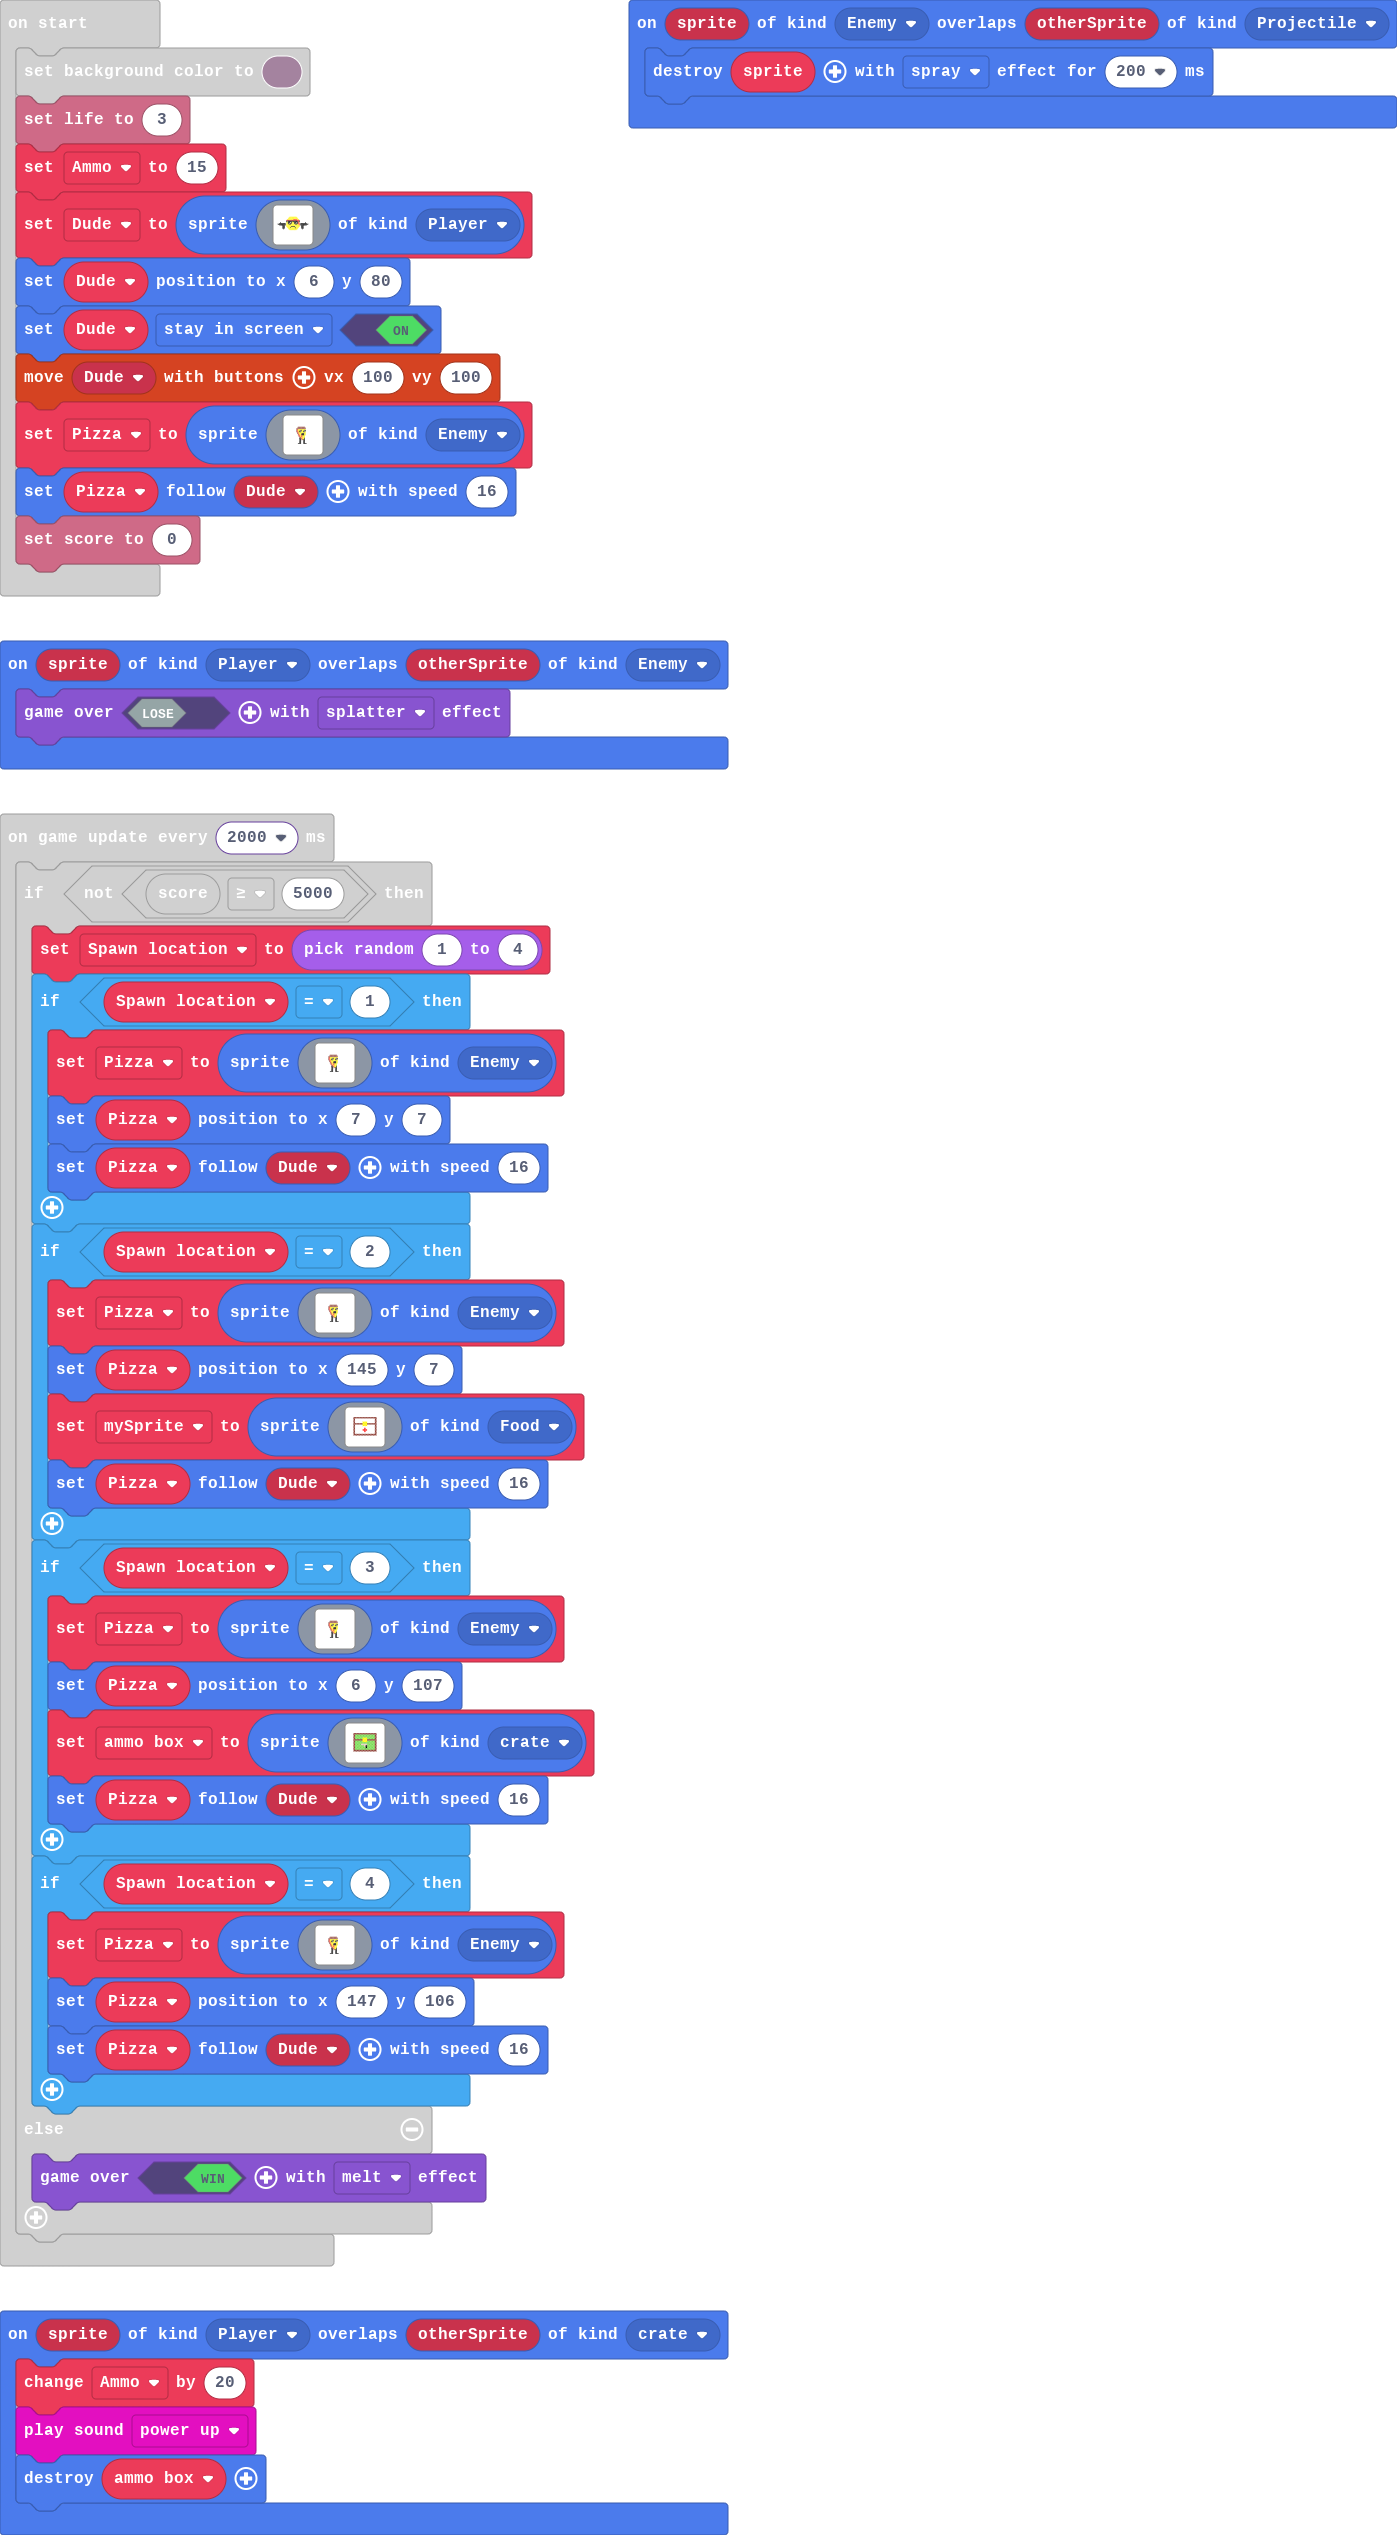 on start
set background color to
set life to 3
set Ammo to 15
set Dude to sprite of kind Player
set Dude position to x 6 y 80
set Dude stay in screen ON
move Dude with buttons vx 100 vy 100
set Pizza to sprite of kind Enemy
set Pizza follow Dude with speed 16
set score to 0
on sprite of kind Enemy overlaps otherSprite of kind Projectile
destroy sprite with spray effect for 200 ms
on sprite of kind Player overlaps otherSprite of kind Enemy
game over LOSE with splatter effect
on game update every 2000 ms
if not score ≥ 5000 then
set Spawn location to pick random 1 to 4
if Spawn location = 1 then
set Pizza to sprite of kind Enemy
set Pizza position to x 7 y 7
set Pizza follow Dude with speed 16
if Spawn location = 2 then
set Pizza to sprite of kind Enemy
set Pizza position to x 145 y 7
set mySprite to sprite of kind Food
set Pizza follow Dude with speed 16
if Spawn location = 3 then
set Pizza to sprite of kind Enemy
set Pizza position to x 6 y 107
set ammo box to sprite of kind crate
set Pizza follow Dude with speed 16
if Spawn location = 4 then
set Pizza to sprite of kind Enemy
set Pizza position to x 147 y 106
set Pizza follow Dude with speed 16
else
game over WIN with melt effect
on sprite of kind Player overlaps otherSprite of kind crate
change Ammo by 20
play sound power up
destroy ammo box